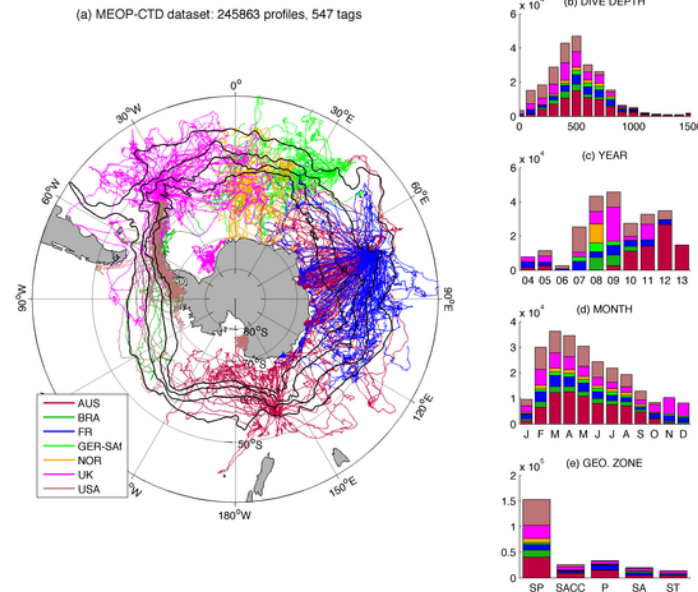 (a) MEOP-CTD dataset: 245863 profiles, 547 tags
0°
30°E
60°E
90°E
120°E
150°E
180°W
°W
90°W
60°W
30°W
80°S
70°S
50°S
AUS
BRA
FR
GER-SAf
NOR
UK
USA
(b) DIVE DEPTH
6 x 10
4
2
0
0 500 1000 1500
(c) YEAR
6 x 10⁴
4
2
0
04 05 06 07 08 09 10 11 12 13
(d) MONTH
4 x 10⁴
3
2
1
0
J F M A M J J A S O N D
(e) GEO. ZONE
2 x 10⁵
1.5
1
0.5
0
SP SACC P SA ST